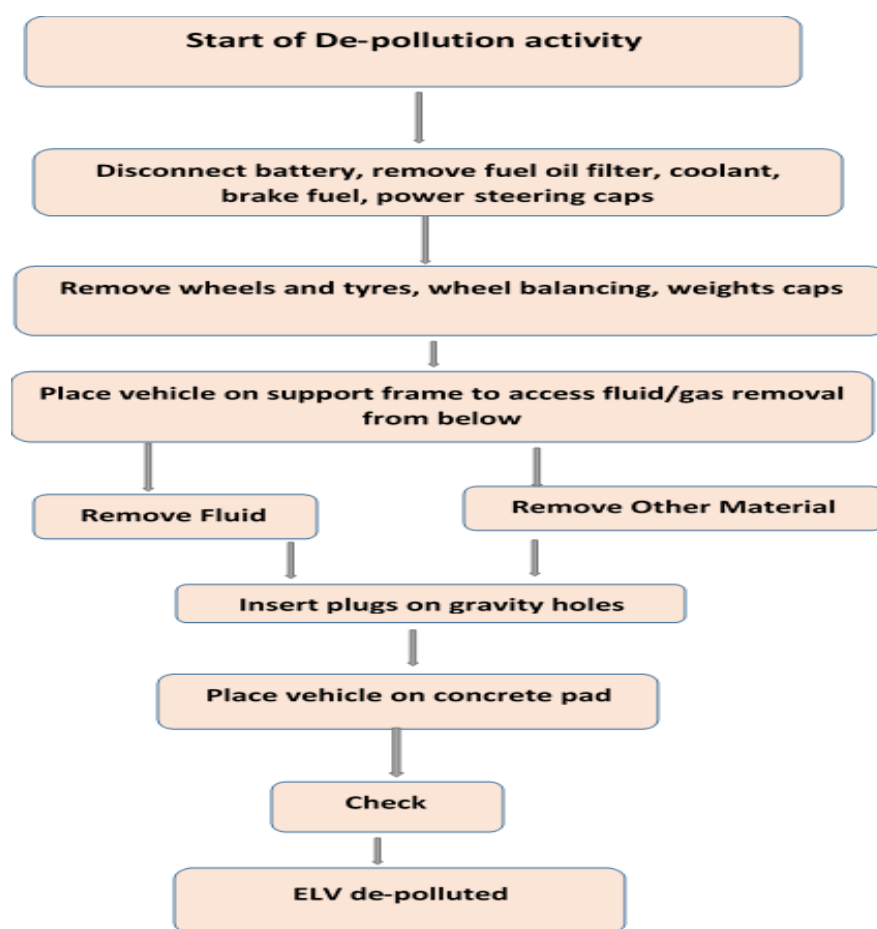 Start of De-pollution activity
Disconnect battery, remove fuel oil filter, coolant,
brake fuel, power steering caps
Remove wheels and tyres, wheel balancing, weights caps
Place vehicle on support frame to access fluid/gas removal
from below
Remove Fluid
Remove Other Material
Insert plugs on gravity holes
Place vehicle on concrete pad
Check
ELV de-polluted